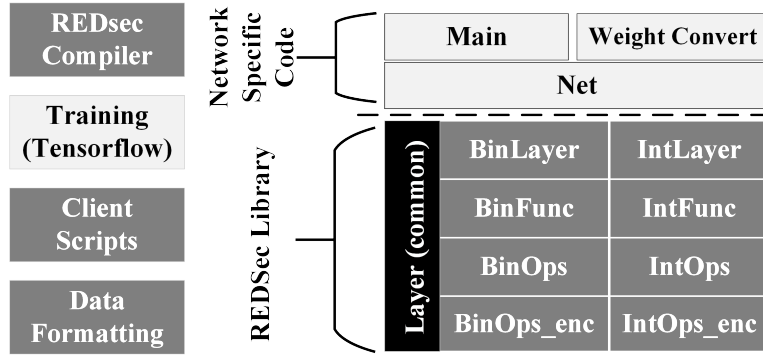 REDsec
Compiler
Training
(Tensorflow)
Client
Scripts
Data
Formatting
Network
Specific
Code
REDSec Library
Main
Weight Convert
Net
Layer (common)
BinLayer
IntLayer
BinFunc
IntFunc
BinOps
IntOps
BinOps_enc
IntOps_enc